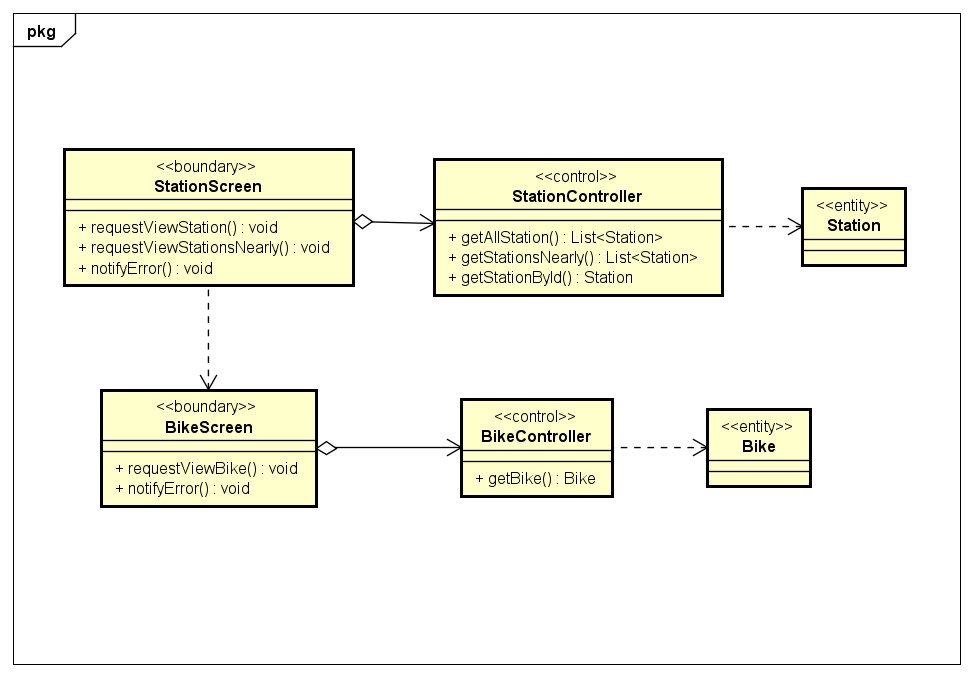 pkg
<<boundary>>
StationScreen
+ requestViewStation() : void
+ requestViewStationsNearly() : void
+ notifyError() : void
<<control>>
StationController
+ getAllStation() : List<Station>
+ getStationsNearly() : List<Station>
+ getStationById() : Station
<<entity>>
Station
<<boundary>>
BikeScreen
+ requestViewBike() : void
+ notifyError() : void
<<control>>
BikeController
+ getBike() : Bike
<<entity>>
Bike